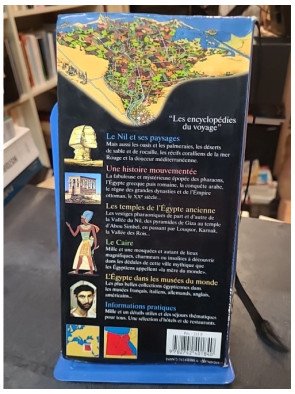 "Les encyclopédies
du voyage"
Le Nil et ses paysages
Mais aussi les oasis et les palmeraies, les déserts
de sable et de rocaille, les récifs coralliens de la mer
Rouge et la douceur méditerranéenne.
Une histoire mouvementée
La fabuleuse et mystérieuse épopée des pharaons,
l'Égypte grecque puis romaine, la conquête arabe,
le règne des grandes dynasties et de l'Empire
ottoman, le XXe siècle...
Les temples de l'Égypte ancienne
Les vestiges pharaoniques de part et d'autre de
la Vallée du Nil, des pyramides de Giza au temple
d'Abou Simbel, en passant par Louqsor, Karnak,
la Vallée des Rois...
Le Caire
Mille et une mosquées et autant de lieux
magnifiques, charmeurs ou insolites à découvrir
dans les dédales de cette ville mythique que
les Égyptiens appellent «la mère du monde».
L'Égypte dans les musées du monde
Les plus belles collections égyptiennes dans
les musées français, italiens, allemands, anglais,
américains...
Informations pratiques
Mille et un détails utiles et des séjours thématiques
pour tous. Une sélection d'hôtels et de restaurants.